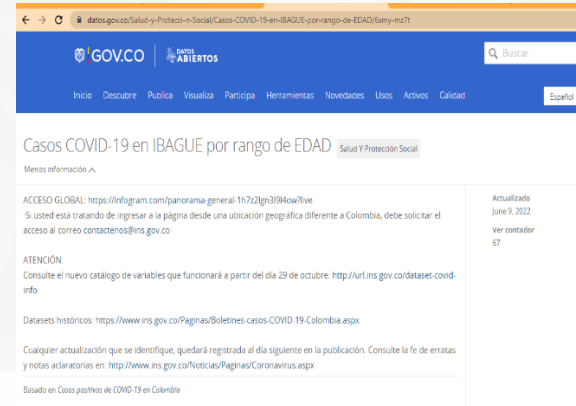 datos.gov.co/Salud-y-Protecci-n-Social/Casos-COVID-19-en-IBAGUE-por-rango-de-EDAD/6smy-mz7t
GOV.CO | DATOS ABIERTOS
Buscar
Inicio Descubre Publica Visualiza Participa Herramientas Novedades Usos Activos Calidad
Español
Casos COVID-19 en IBAGUE por rango de EDAD Salud Y Protección Social
Menos información
ACCESO GLOBAL: https://infogram.com/panorama-general-1h7z2lgn3l9l4ow?live
Actualizado
·Si usted está tratando de ingresar a la página desde una ubicación geográfica diferente a Colombia, debe solicitar el
June 9, 2022
acceso al correo contactenos@ins.gov.co·
Ver contador
67
ATENCIÓN:
Consulte el nuevo catálogo de variables que funcionará a partir del día 29 de octubre: http://url.ins.gov.co/dataset-covid-
info
Datasets históricos: https://www.ins.gov.co/Paginas/Boletines-casos-COVID-19-Colombia.aspx
Cualquier actualización que se identifique, quedará registrada al día siguiente en la publicación. Consulte la fe de erratas
y notas aclaratorias en: http://www.ins.gov.co/Noticias/Paginas/Coronavirus.aspx
Basado en Casos positivos de COVID-19 en Colombia